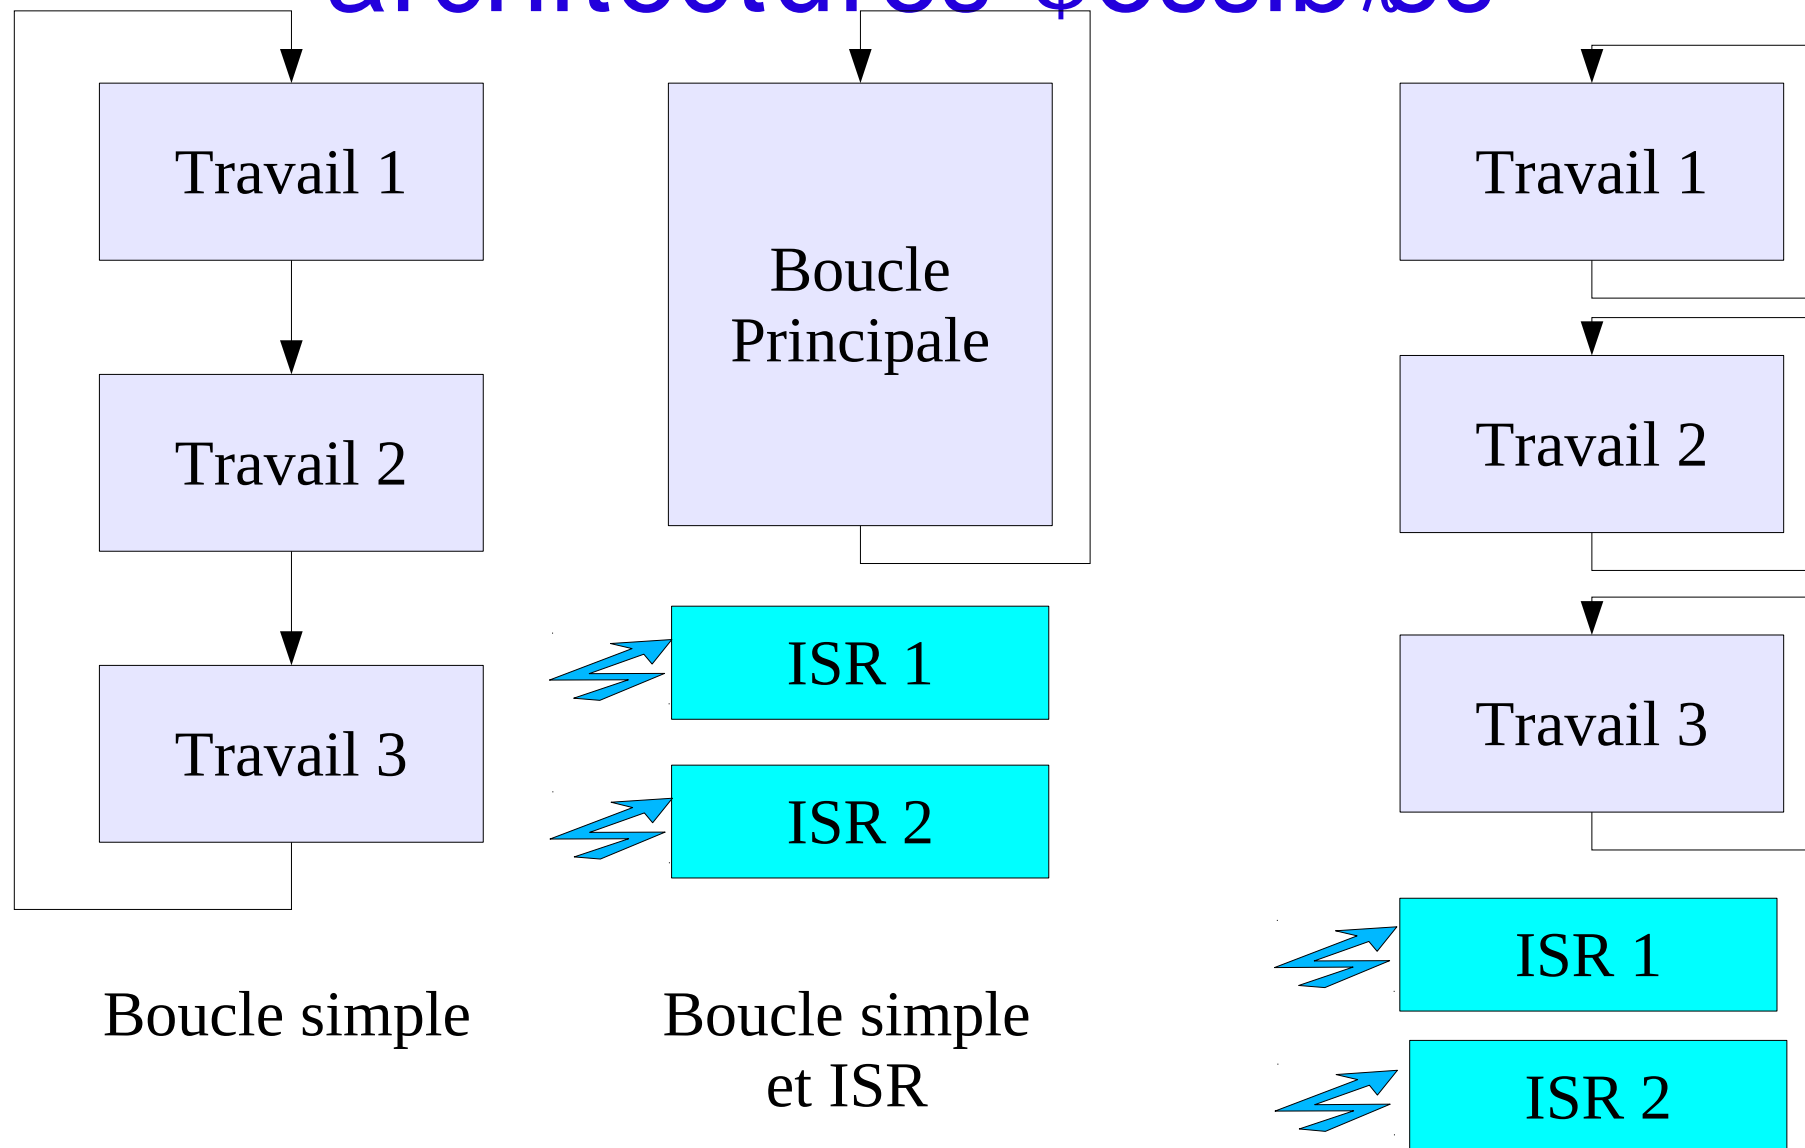 architectures
Travail 1
Travail 2
Travail 3
Boucle simple
Boucle
Principale
ISR 1
ISR 2
Boucle simple
et ISR
Travail 1
Travail 2
Travail 3
ISR 1
ISR 2